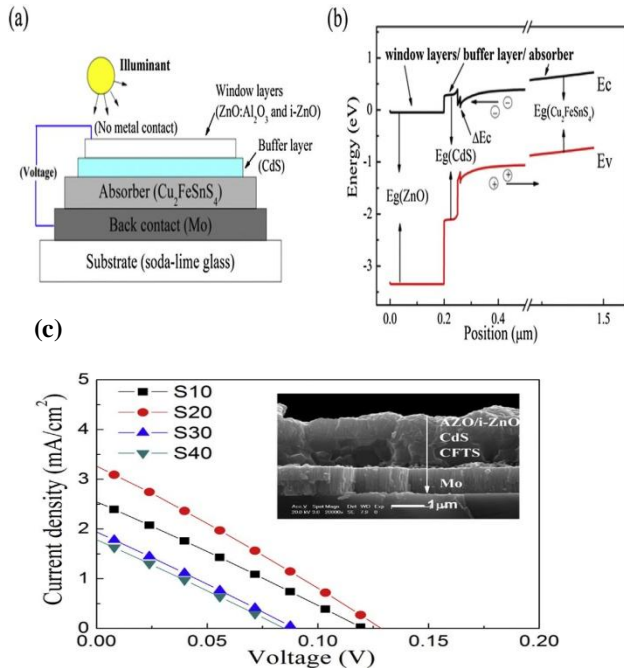 (a)
Illuminant
Window layers
(ZnO:Al₂O₃ and i-ZnO)
(No metal contact)
Buffer layer
(CdS)
(Voltage)
Absorber (Cu₂FeSnS₄)
Back contact (Mo)
Substrate (soda-lime glass)
(b)
window layers/ buffer layer/ absorber
Ec
ΔEc
Eg(Cu₂FeSnS₄)
Eg(CdS)
Ev
Eg(ZnO)
Energy (eV)
1
0
-1
-2
-3
0.0 0.2 0.4 1.5
Position (μm)
(c)
S10
S20
S30
S40
AZO/i-ZnO
CdS
CFTS
Mo
1μm
Current density (mA/cm²)
5
4
3
2
1
0
0.00 0.05 0.10 0.15 0.20
Voltage (V)